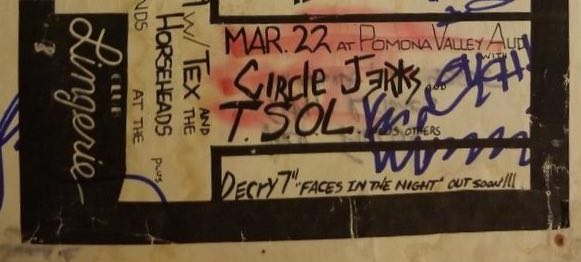 MAR. 22 AT POMONA VALLEY AUD.
WITH
CIRCLE JERKS AND
T.S.O.L. PLUS OTHERS
DECRY 7" "FACES IN THE NIGHT" OUT SOON!!!
W/ TEX AND THE
HORSEHEADS PLUS
AT THE
CLUB
Lingerie